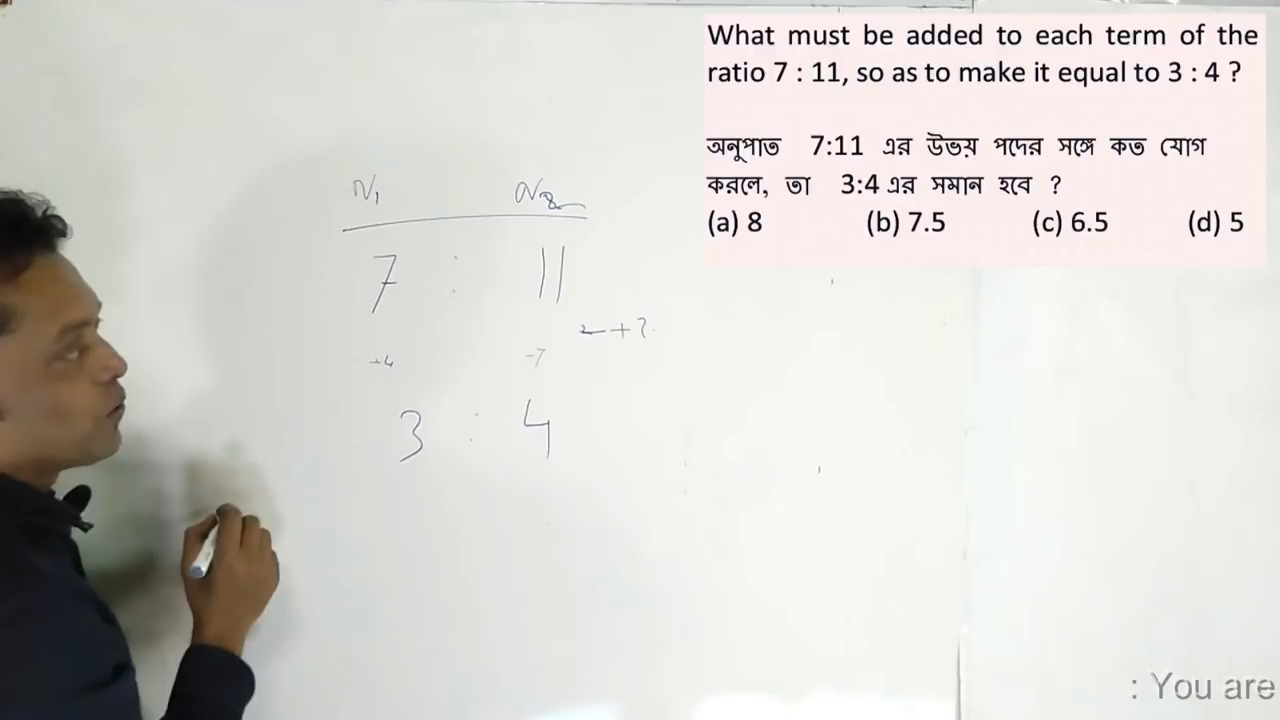 What must be added to each term of the
ratio 7 : 11, so as to make it equal to 3 : 4 ?
অনুপাত 7:11 এর উভয় পদের সঙ্গে কত যোগ
করলে, তা 3:4 এর সমান হবে ?
(a) 8 (b) 7.5 (c) 6.5 (d) 5
N₁
7 : 11
+ ?
-7
3 : 4
: You are